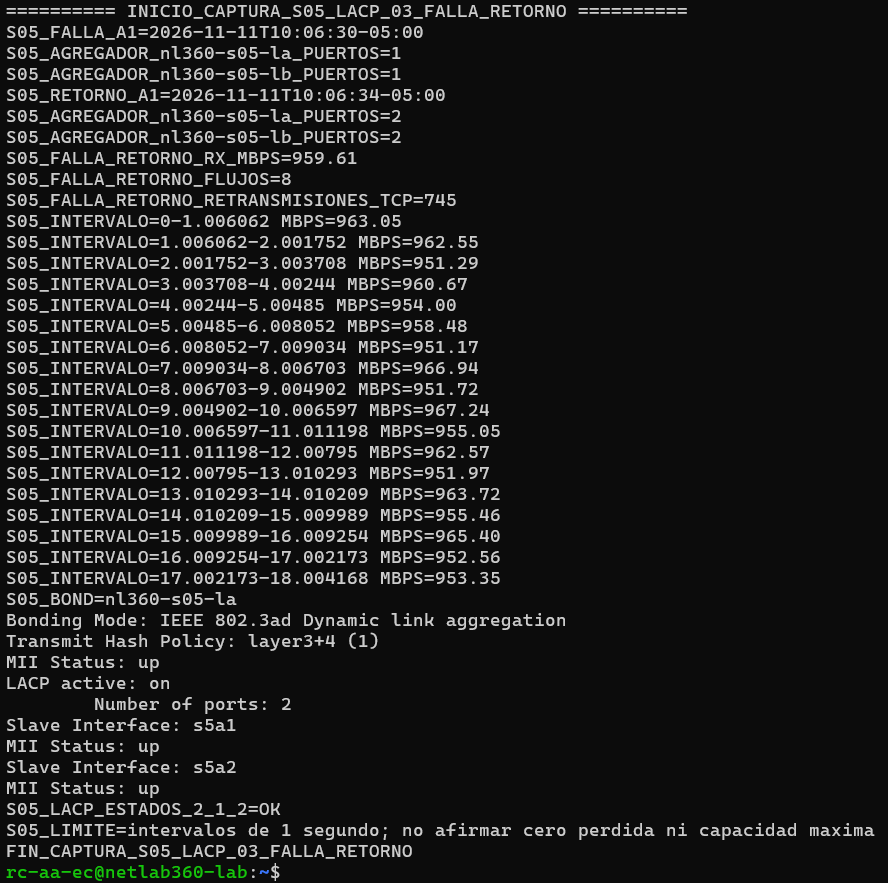 ========== INICIO_CAPTURA_S05_LACP_03_FALLA_RETORNO ==========
S05_FALLA_A1=2026-11-11T10:06:30-05:00
S05_AGREGADOR_nl360-s05-la_PUERTOS=1
S05_AGREGADOR_nl360-s05-lb_PUERTOS=1
S05_RETORNO_A1=2026-11-11T10:06:34-05:00
S05_AGREGADOR_nl360-s05-la_PUERTOS=2
S05_AGREGADOR_nl360-s05-lb_PUERTOS=2
S05_FALLA_RETORNO_RX_MBPS=959.61
S05_FALLA_RETORNO_FLUJOS=8
S05_FALLA_RETORNO_RETRANSMISIONES_TCP=745
S05_INTERVALO=0-1.006062 MBPS=963.05
S05_INTERVALO=1.006062-2.001752 MBPS=962.55
S05_INTERVALO=2.001752-3.003708 MBPS=951.29
S05_INTERVALO=3.003708-4.00244 MBPS=960.67
S05_INTERVALO=4.00244-5.00485 MBPS=954.00
S05_INTERVALO=5.00485-6.008052 MBPS=958.48
S05_INTERVALO=6.008052-7.009034 MBPS=951.17
S05_INTERVALO=7.009034-8.006703 MBPS=966.94
S05_INTERVALO=8.006703-9.004902 MBPS=951.72
S05_INTERVALO=9.004902-10.006597 MBPS=967.24
S05_INTERVALO=10.006597-11.011198 MBPS=955.05
S05_INTERVALO=11.011198-12.00795 MBPS=962.57
S05_INTERVALO=12.00795-13.010293 MBPS=951.97
S05_INTERVALO=13.010293-14.010209 MBPS=963.72
S05_INTERVALO=14.010209-15.009989 MBPS=955.46
S05_INTERVALO=15.009989-16.009254 MBPS=965.40
S05_INTERVALO=16.009254-17.002173 MBPS=952.56
S05_INTERVALO=17.002173-18.004168 MBPS=953.35
S05_BOND=nl360-s05-la
Bonding Mode: IEEE 802.3ad Dynamic link aggregation
Transmit Hash Policy: layer3+4 (1)
MII Status: up
LACP active: on
Number of ports: 2
Slave Interface: s5a1
MII Status: up
Slave Interface: s5a2
MII Status: up
S05_LACP_ESTADOS_2_1_2=OK
S05_LIMITE=intervalos de 1 segundo; no afirmar cero perdida ni capacidad maxima
FIN_CAPTURA_S05_LACP_03_FALLA_RETORNO
rc-aa-ec@netlab360-lab:~$